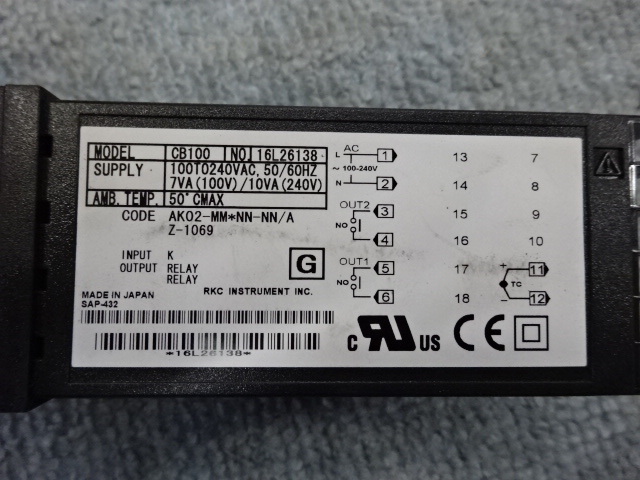 MODEL CB100 NO. 16L26138
SUPPLY 100TO240VAC, 50/60HZ
7VA(100V)/10VA(240V)
AMB. TEMP. 50°CMAX
CODE AK02-MM*NN-NN/A
Z-1069
INPUT K
OUTPUT RELAY
RELAY
G
RKC INSTRUMENT INC.
MADE IN JAPAN
SAP-432
*16L26138*
AC
L 1
~ 100-240V
N 2
OUT2
3
NO
4
OUT1
5
NO
6
13 7
14 8
15 9
16 10
17 + 11
TC
18 - 12
c RU US CE